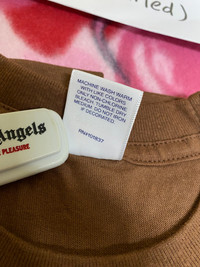 ied)
MACHINE WASH WARM
WITH LIKE COLORS
ONLY NON-CHLORINE
BLEACH. TUMBLE DRY
MEDIUM. DO NOT IRON
IF DECORATED.
Angels
PLEASURE